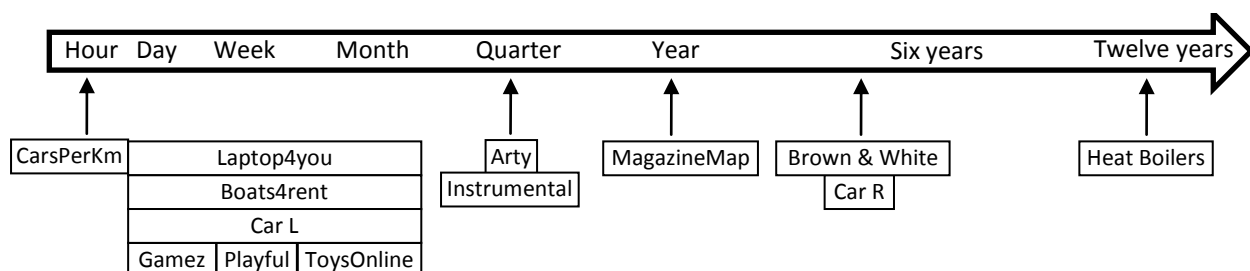 Hour Day Week Month Quarter Year Six years Twelve years
CarsPerKm Laptop4you Arty MagazineMap Brown & White Heat Boilers
Boats4rent Instrumental Car R
Car L
Gamez Playful ToysOnline